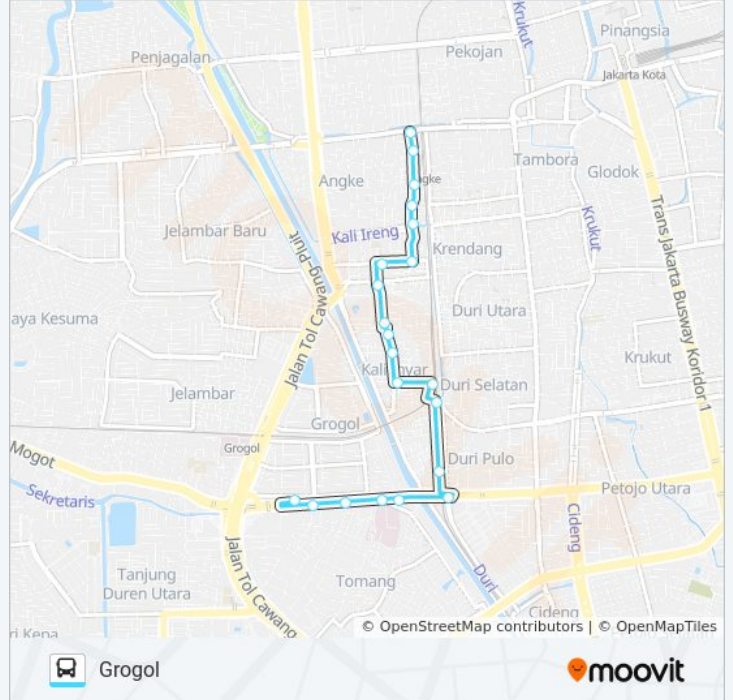 Krukut
Pinangsia
Pekojan
Penjagalan
Jakarta Kota
Tambora
Glodok
Angke
gke
Jelambar Baru
Kali Ireng
Krendang
Krukut
Trans Jakarta Busway Koridor 1
Jalan Tol Cawang-Pluit
aya Kesuma
Duri Utara
Krukut
Kali nyar
Duri Selatan
Jelambar
Grogol
Grogol
Mogot
Duri Pulo
Sekretaris
Petojo Utara
Cideng
Jalan Tol Cawang
Tanjung
Duren Utara
Tomang
Duri
Cideng
ri Kepa
© OpenStreetMap contributors | © OpenMapTiles
Grogol
moovit